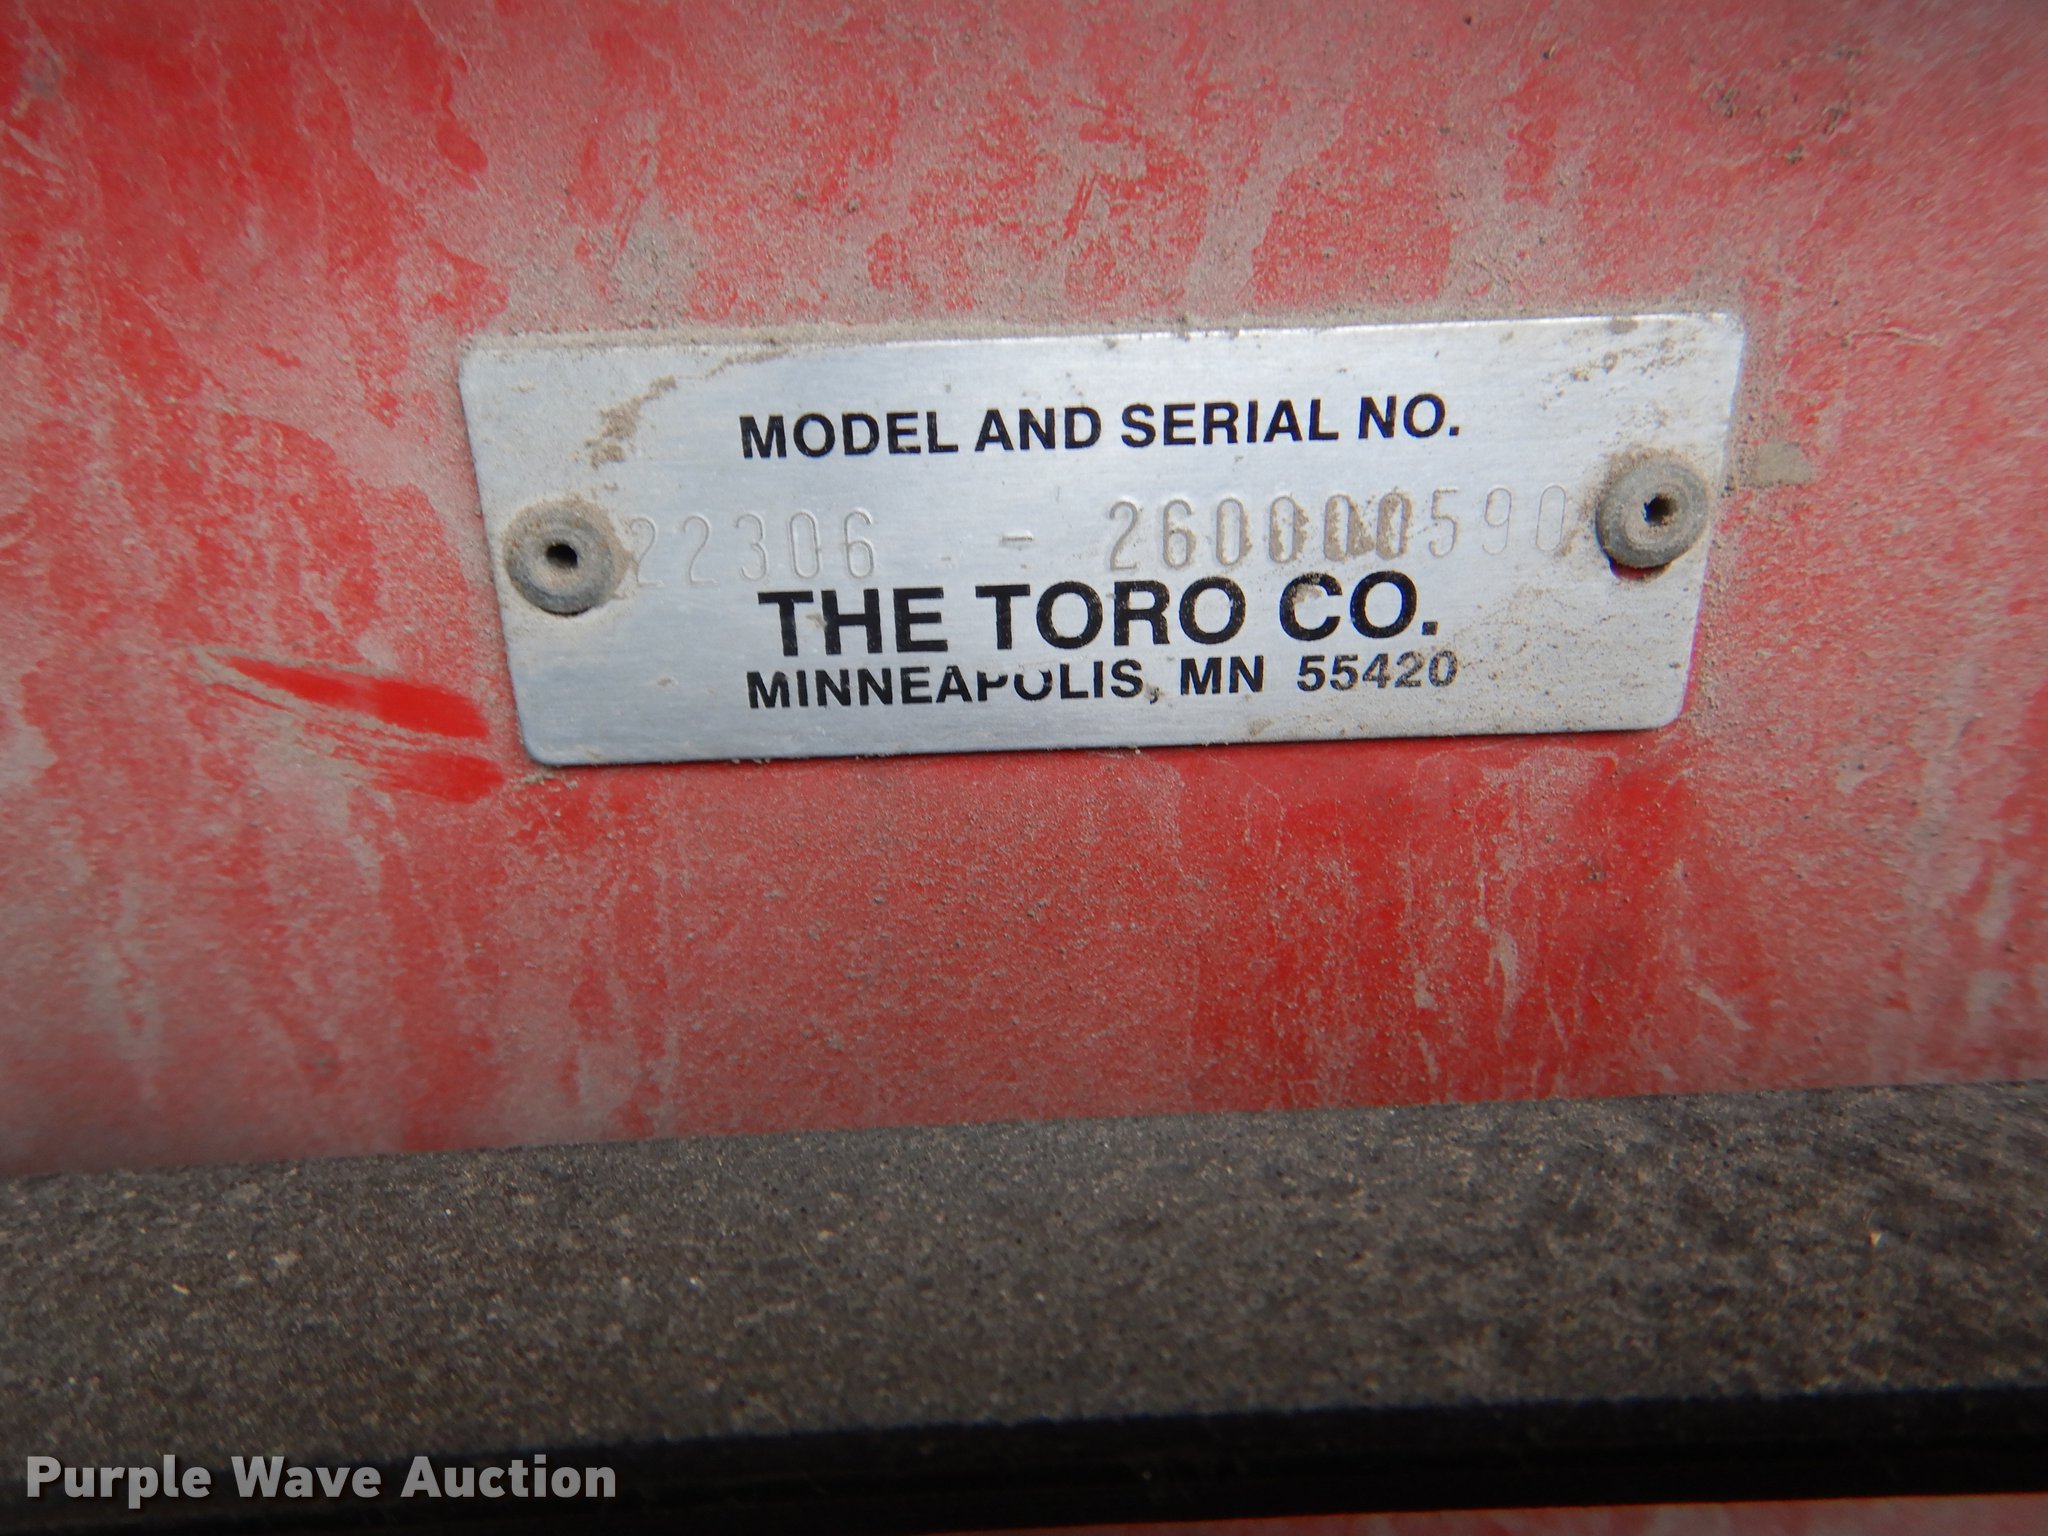 MODEL AND SERIAL NO.
22306 - 260000590
THE TORO CO.
MINNEAPOLIS, MN 55420
Purple Wave Auction